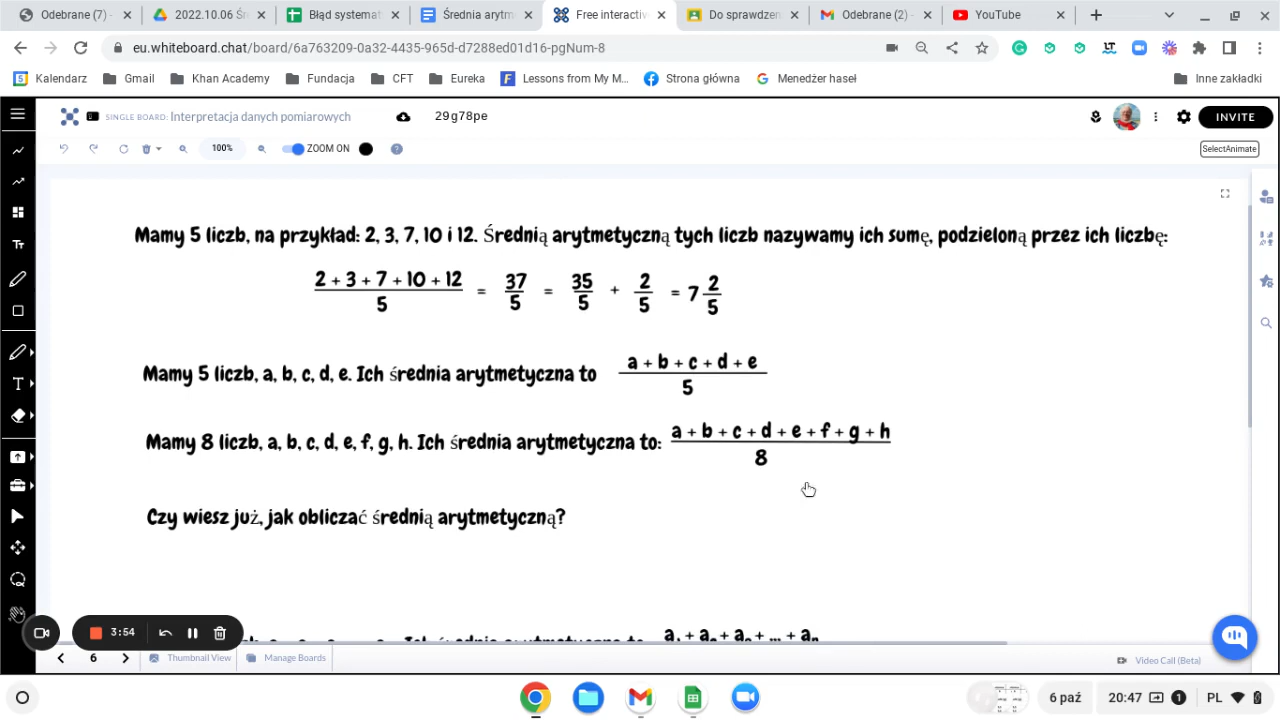 Odebrane (7) -
2022.10.06 Śr
Błąd systemat
Średnia arytm
Free interactiv
Do sprawdzen
Odebrane (2) -
YouTube
eu.whiteboard.chat/board/6a763209-0a32-4435-965d-d7288ed01d16-pgNum-8
Kalendarz Gmail Khan Academy Fundacja CFT Eureka Lessons from My M... Strona główna Menedżer haseł Inne zakładki
SINGLE BOARD: Interpretacja danych pomiarowych 29g78pe INVITE
100% ZOOM ON SelectAnimate
Mamy 5 liczb, na przykład: 2, 3, 7, 10 i 12. Średnią arytmetyczną tych liczb nazywamy ich sumę, podzieloną przez ich liczbę:
2 + 3 + 7 + 10 + 12 / 5 = 37/5 = 35/5 + 2/5 = 7 2/5
Mamy 5 liczb, a, b, c, d, e. Ich średnia arytmetyczna to a + b + c + d + e / 5
Mamy 8 liczb, a, b, c, d, e, f, g, h. Ich średnia arytmetyczna to: a + b + c + d + e + f + g + h / 8
Czy wiesz już, jak obliczać średnią arytmetyczną?
3:54
6 Thumbnail View Manage Boards Video Call (Beta)
6 paź 20:47 1 PL